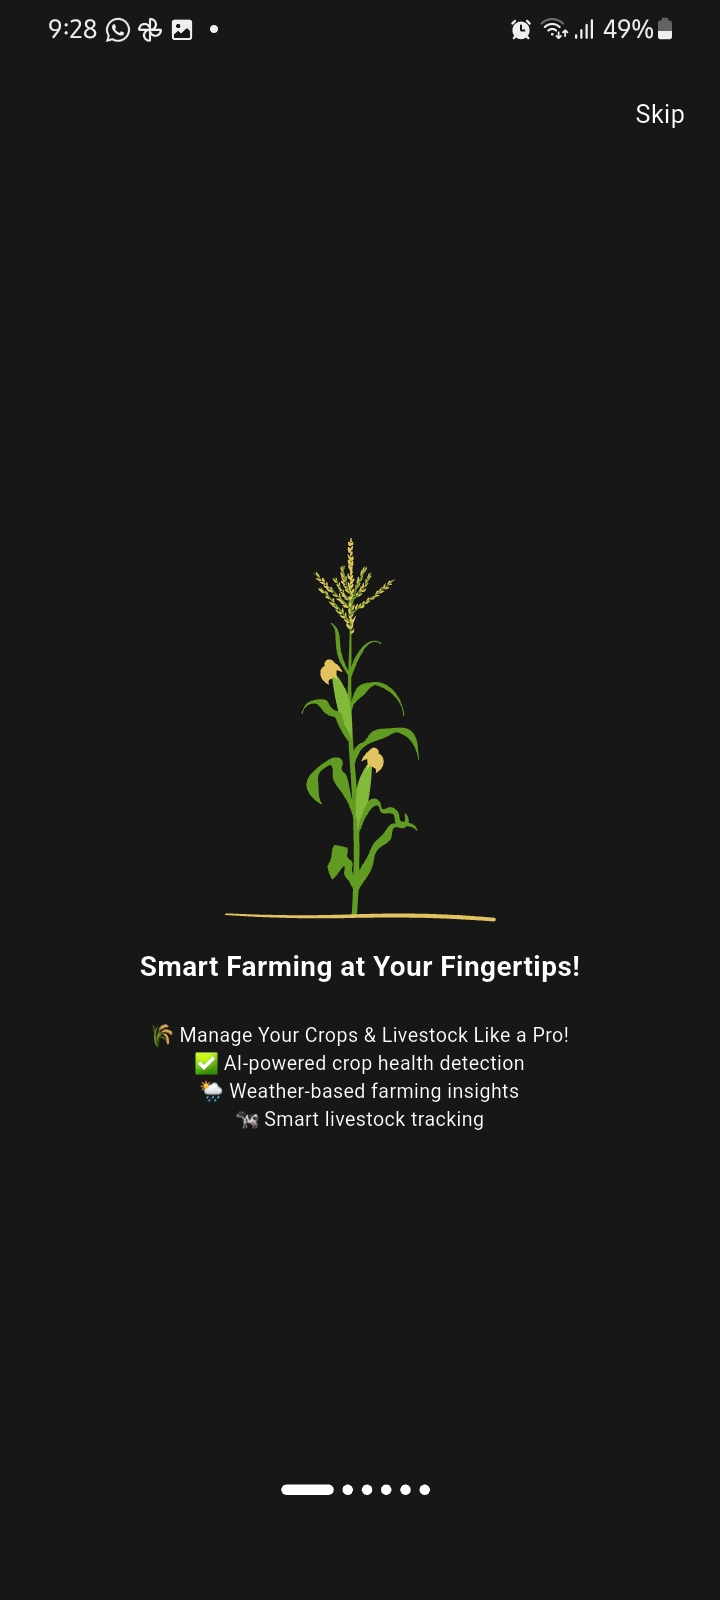 9:28
49%
Skip
Smart Farming at Your Fingertips!
🌾 Manage Your Crops & Livestock Like a Pro!
✅ AI-powered crop health detection
🌦️ Weather-based farming insights
🐄 Smart livestock tracking